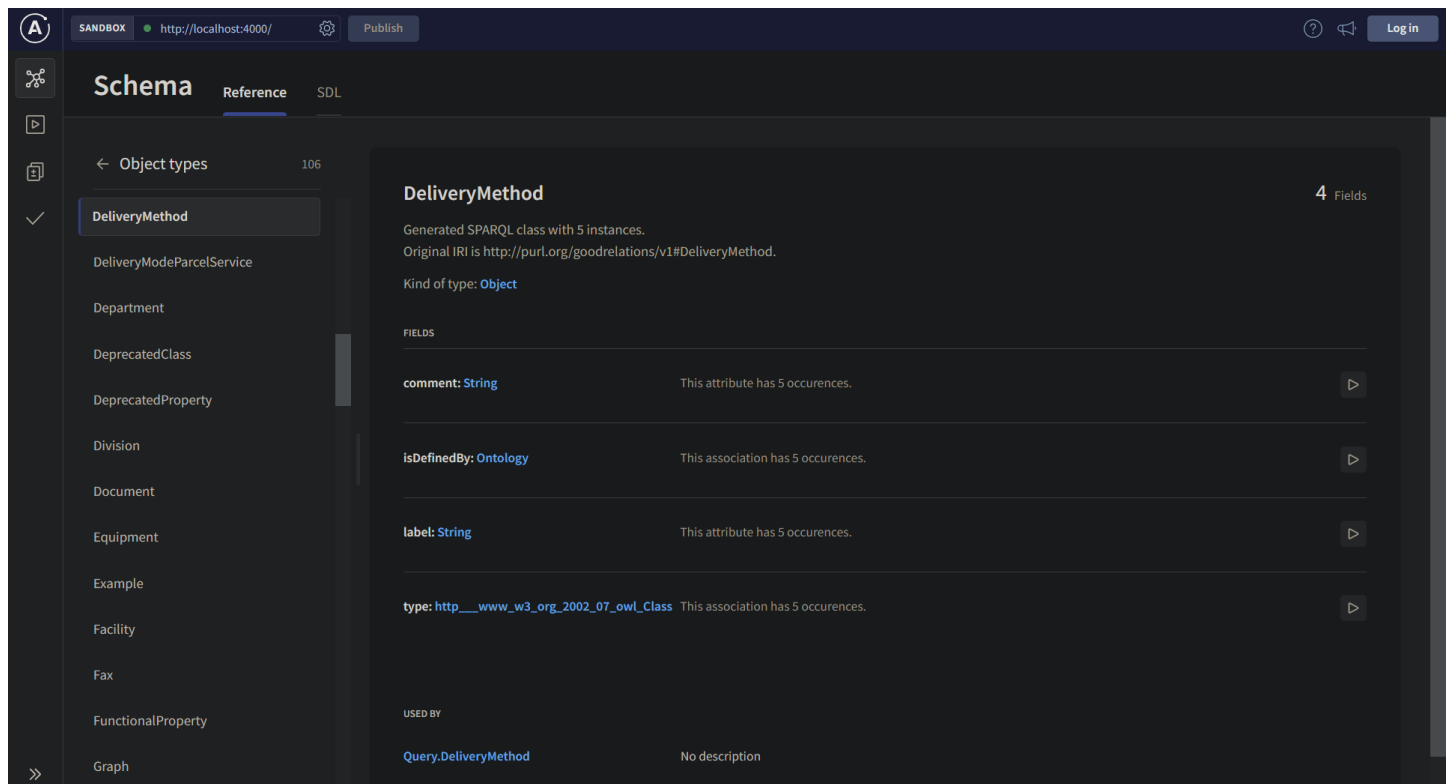 SANDBOX http://localhost:4000/ Publish Log in
Schema Reference SDL
Object types 106
DeliveryMethod
DeliveryModeParcelService
Department
DeprecatedClass
DeprecatedProperty
Division
Document
Equipment
Example
Facility
Fax
FunctionalProperty
Graph
DeliveryMethod 4 Fields
Generated SPARQL class with 5 instances.
Original IRI is http://purl.org/goodrelations/v1#DeliveryMethod.
Kind of type: Object
FIELDS
comment: String This attribute has 5 occurences.
isDefinedBy: Ontology This association has 5 occurences.
label: String This attribute has 5 occurences.
type: http___www_w3_org_2002_07_owl_Class This association has 5 occurences.
USED BY
Query.DeliveryMethod No description